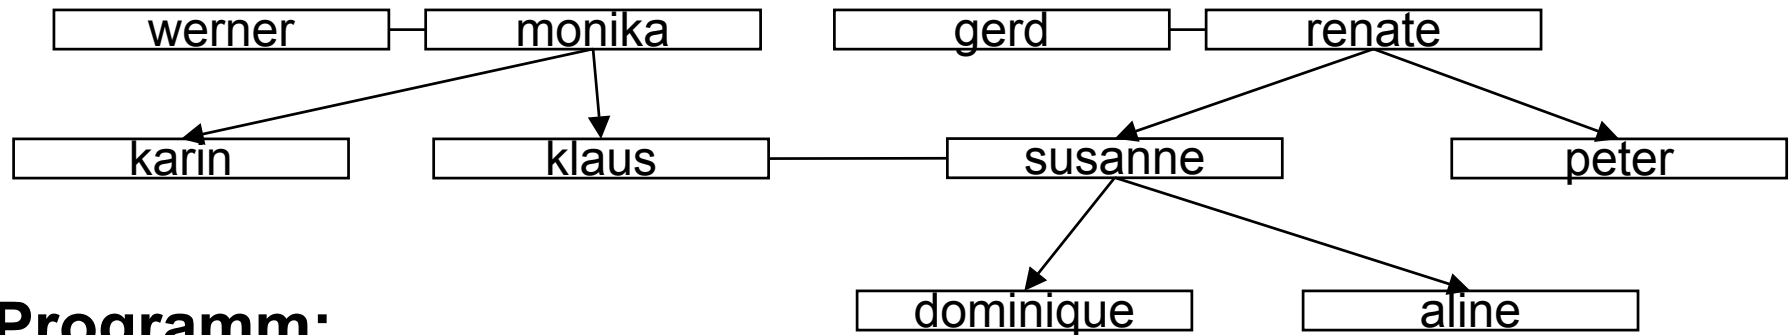 werner monika gerd renate
karin klaus susanne peter
dominique aline
Programm: